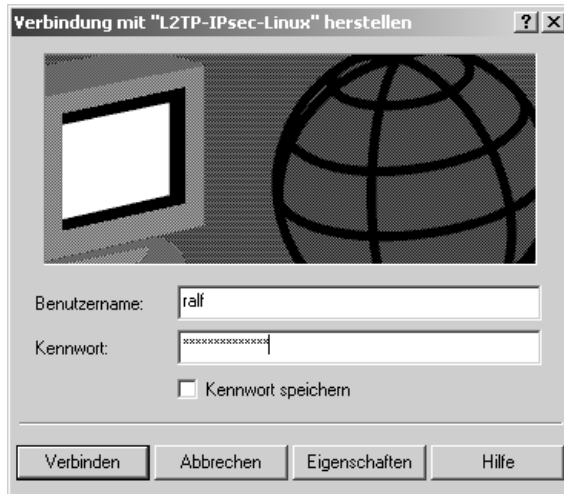 Verbindung mit "L2TP-IPsec-Linux" herstellen
Benutzername:
ralf
Kennwort:
××××××××××××××
Kennwort speichern
Verbinden Abbrechen Eigenschaften Hilfe